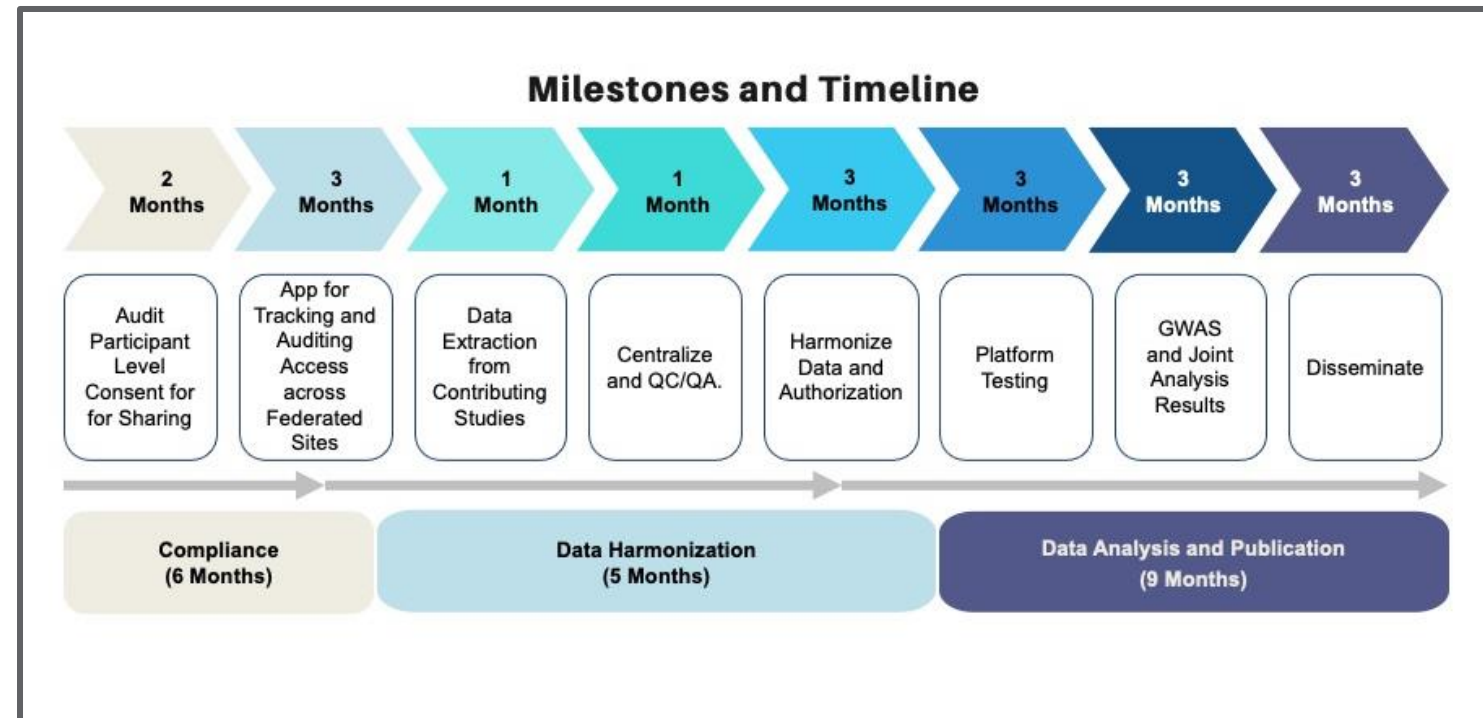 Milestones and Timeline
2
Months
3
Months
1
Month
1
Month
3
Months
3
Months
3
Months
3
Months
Audit
Participant
Level
Consent for
for Sharing
App for
Tracking and
Auditing
Access
across
Federated
Sites
Data
Extraction
from
Contributing
Studies
Centralize
and QC/QA.
Harmonize
Data and
Authorization
Platform
Testing
GWAS
and Joint
Analysis
Results
Disseminate
Compliance
(6 Months)
Data Harmonization
(5 Months)
Data Analysis and Publication
(9 Months)